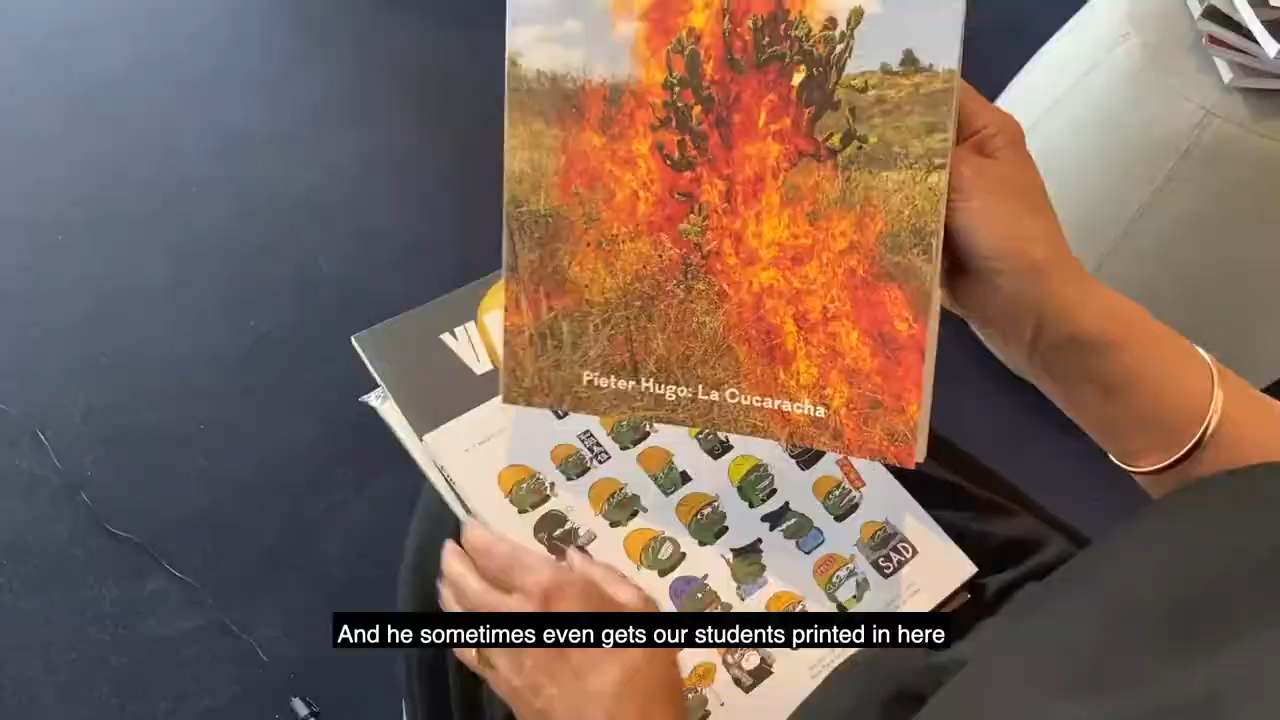 Pieter Hugo: La Cucaracha
SAD
And he sometimes even gets our students printed in here